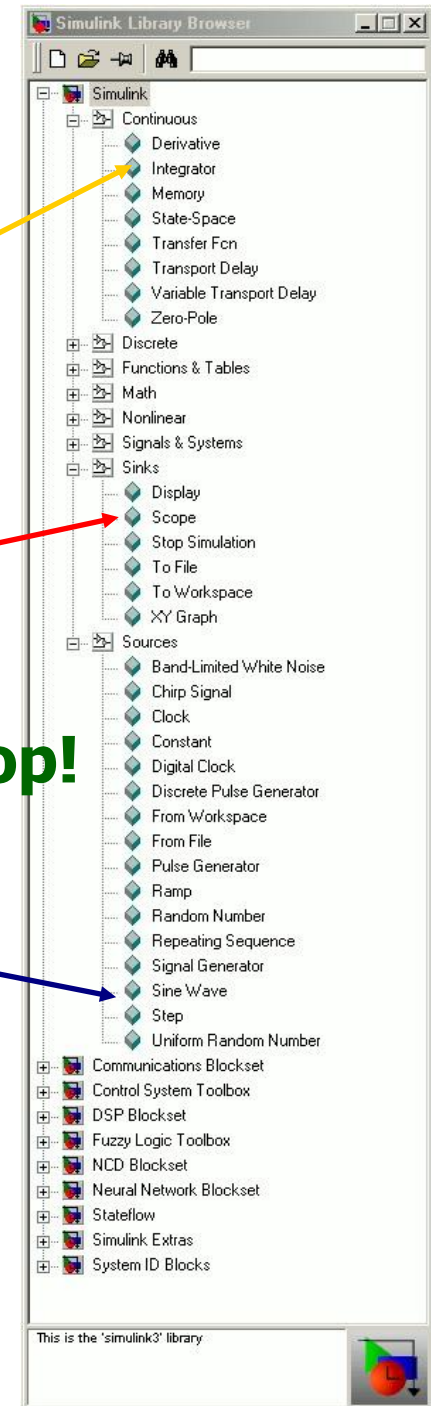 Simulink Library Browser
Simulink
Continuous
Derivative
Integrator
Memory
State-Space
Transfer Fcn
Transport Delay
Variable Transport Delay
Zero-Pole
Discrete
Functions & Tables
Math
Nonlinear
Signals & Systems
Sinks
Display
Scope
Stop Simulation
To File
To Workspace
XY Graph
Sources
Band-Limited White Noise
Chirp Signal
Clock
Constant
op!
Digital Clock
Discrete Pulse Generator
From Workspace
From File
Pulse Generator
Ramp
Random Number
Repeating Sequence
Signal Generator
Sine Wave
Step
Uniform Random Number
Communications Blockset
Control System Toolbox
DSP Blockset
Fuzzy Logic Toolbox
NCD Blockset
Neural Network Blockset
Stateflow
Simulink Extras
System ID Blocks
This is the 'simulink3' library